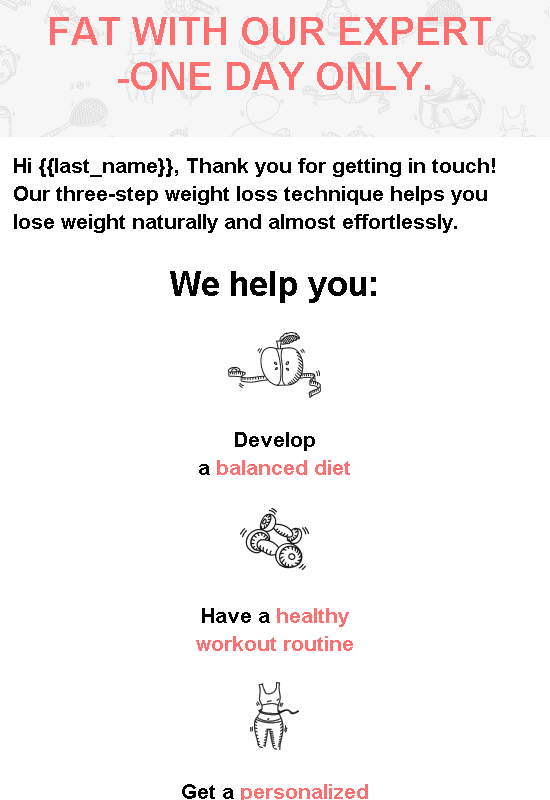 FAT WITH OUR EXPERT
-ONE DAY ONLY.
Hi {{last_name}}, Thank you for getting in touch!
Our three-step weight loss technique helps you
lose weight naturally and almost effortlessly.
We help you:
Develop
a balanced diet
Have a healthy
workout routine
Get a personalized